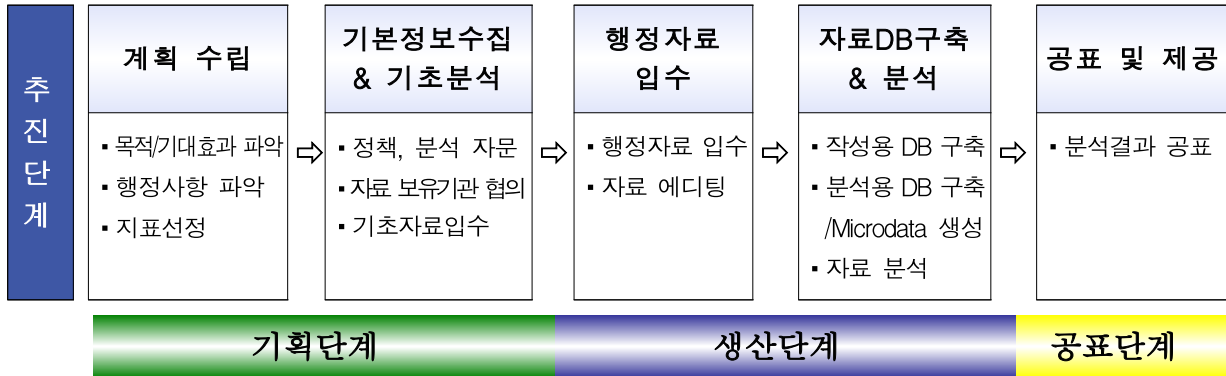 추진단계
계획 수립
▪ 목적/기대효과 파악
▪ 행정사항 파악
▪ 지표선정
⇨
기본정보수집
& 기초분석
▪ 정책, 분석 자문
▪ 자료 보유기관 협의
▪ 기초자료입수
⇨
행정자료
입수
▪ 행정자료 입수
▪ 자료 에디팅
⇨
자료DB구축
& 분석
▪ 작성용 DB 구축
▪ 분석용 DB 구축
/Microdata 생성
▪ 자료 분석
⇨
공표 및 제공
▪ 분석결과 공표
기획단계
생산단계
공표단계